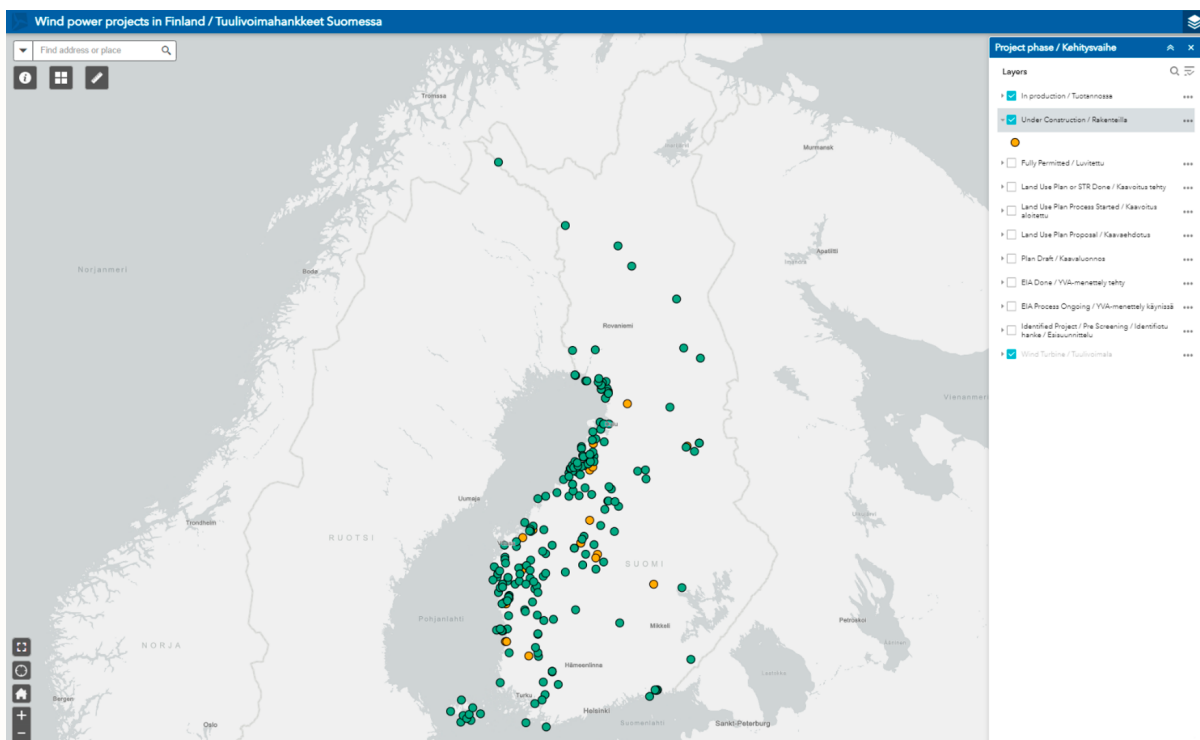 Wind power projects in Finland / Tuulivoimahankkeet Suomessa
Find address or place
Project phase / Kehitysvaihe
Layers
In production / Tuotannossa
Under Construction / Rakenteilla
Fully Permitted / Luvitettu
Land Use Plan or STR Done / Kaavoitus tehty
Land Use Plan Process Started / Kaavoitus
aloitettu
Land Use Plan Proposal / Kaavaehdotus
Plan Draft / Kaavaluonnos
EIA Done / YVA-menettely tehty
EIA Process Ongoing / YVA-menettely käynissä
Identified Project / Pre Screening / Identifiotu
hanke / Esisuunnittelu
Wind Turbine / Tuulivoimala
Tromssa
Murmansk
Norjanmeri
Apatiitti
Rovaniemi
Vienanmeri
Uumaja
Trondheim
RUOTSI
SUOMI
Pohjanlahti
Petroskoi
Mikkeli
NORJA
Hämeenlinna
Bergen
Turku
Helsinki
Oslo
Suomenlahti
Sankt-Peterburg